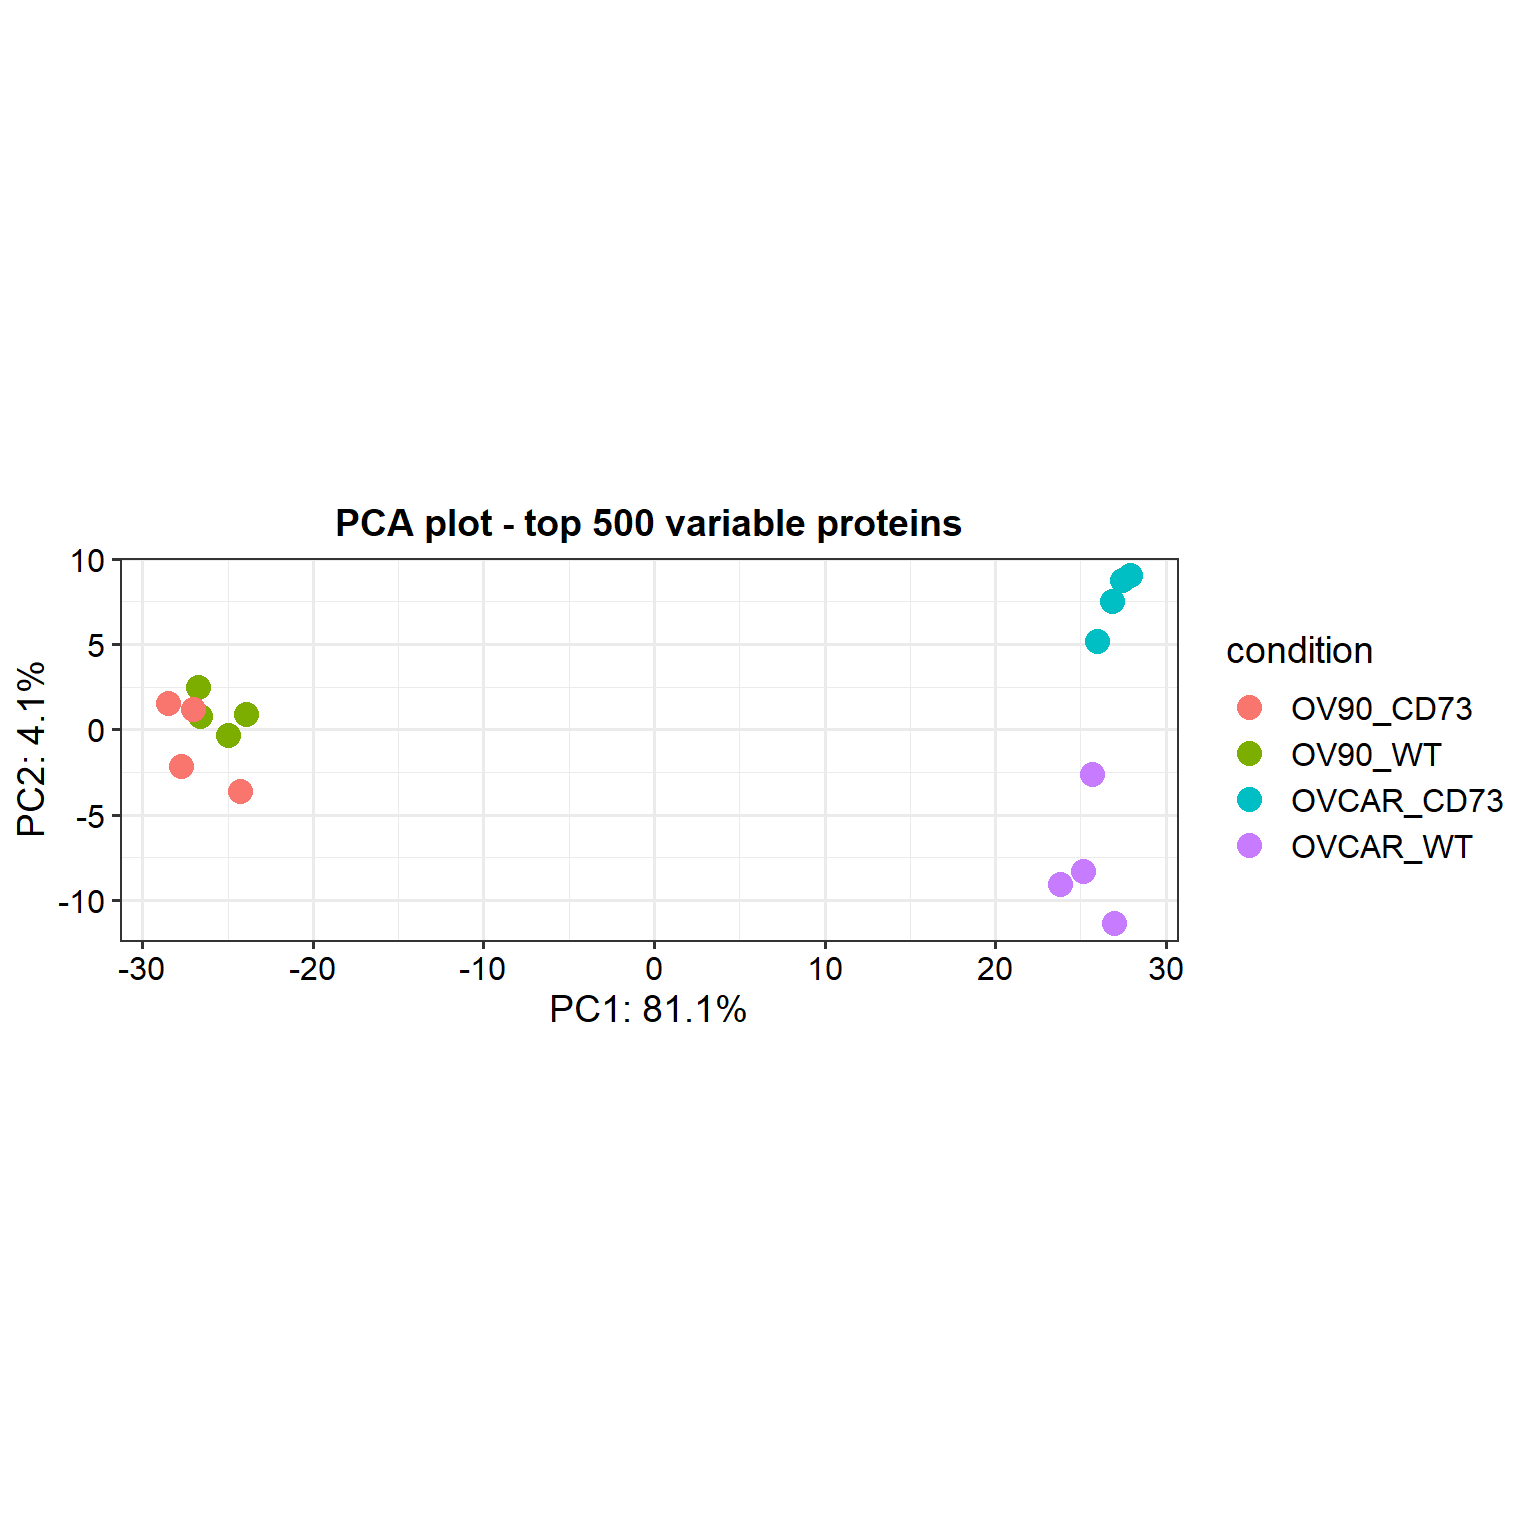 PCA plot - top 500 variable proteins
10
5
0
-5
-10
PC2: 4.1%
-30 -20 -10 0 10 20 30
PC1: 81.1%
condition
OV90_CD73
OV90_WT
OVCAR_CD73
OVCAR_WT